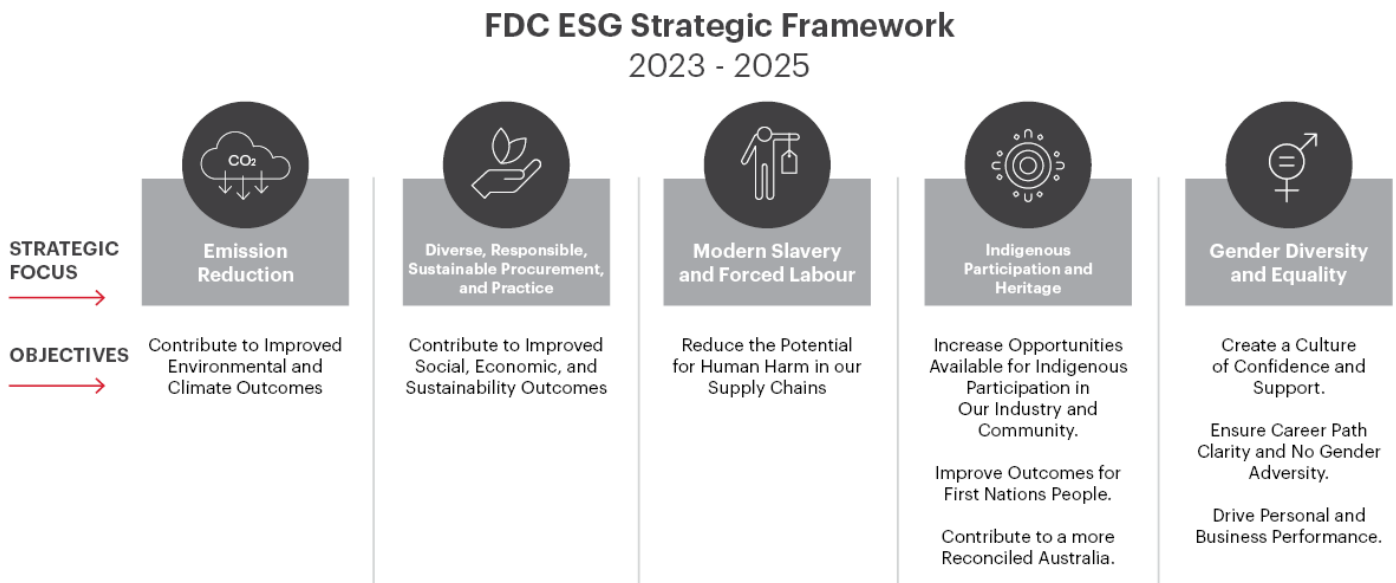 FDC ESG Strategic Framework
2023 - 2025
CO₂
STRATEGIC
FOCUS
Emission
Reduction
Diverse, Responsible,
Sustainable Procurement,
and Practice
Modern Slavery
and Forced Labour
Indigenous
Participation and
Heritage
Gender Diversity
and Equality
OBJECTIVES
Contribute to Improved
Environmental and
Climate Outcomes
Contribute to Improved
Social, Economic, and
Sustainability Outcomes
Reduce the Potential
for Human Harm in our
Supply Chains
Increase Opportunities
Available for Indigenous
Participation in
Our Industry and
Community.
Improve Outcomes for
First Nations People.
Contribute to a more
Reconciled Australia.
Create a Culture
of Confidence and
Support.
Ensure Career Path
Clarity and No Gender
Adversity.
Drive Personal and
Business Performance.